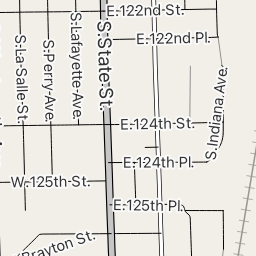 E. 122nd St.
E. 122nd Pl.
S. La-Salle-St.
S. Perry-Ave.
S. Lafayette-Ave.
S. State St.
E. 124th St.
S. Indiana Ave.
E. 124th Pl.
W. 125th St.
E. 125th Pl.
Brayton St.